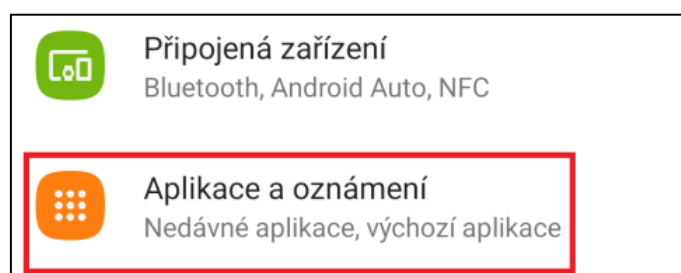 Připojená zařízení
Bluetooth, Android Auto, NFC
Aplikace a oznámení
Nedávné aplikace, výchozí aplikace